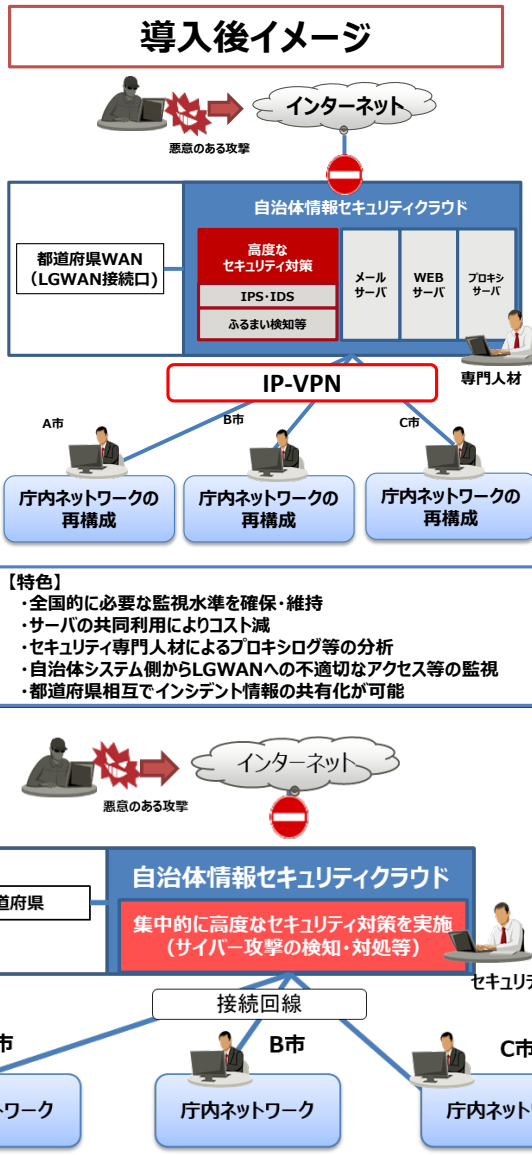 導入後イメージ
インターネット
悪意のある攻撃
自治体情報セキュリティクラウド
都道府県WAN
（LGWAN接続口)
高度な
セキュリティ対策
IPS・IDS
ふるまい検知等
メール
サーバ
WEB
サーバ
プロキシ
サーバ
専門人材
IP-VPN
A市
B市
C市
庁内ネットワークの
再構成
庁内ネットワークの
再構成
庁内ネットワークの
再構成
【特色】
・全国的に必要な監視水準を確保・維持
・サーバの共同利用によりコスト減
・セキュリティ専門人材によるプロキシログ等の分析
・自治体システム側からLGWANへの不適切なアクセス等の監視
・都道府県相互でインシデント情報の共有化が可能
インターネット
悪意のある攻撃
自治体情報セキュリティクラウド
道府県
集中的に高度なセキュリティ対策を実施
（サイバー攻撃の検知・対処等）
セキュリテ
接続回線
市
B市
C市
トワーク
庁内ネットワーク
庁内ネット